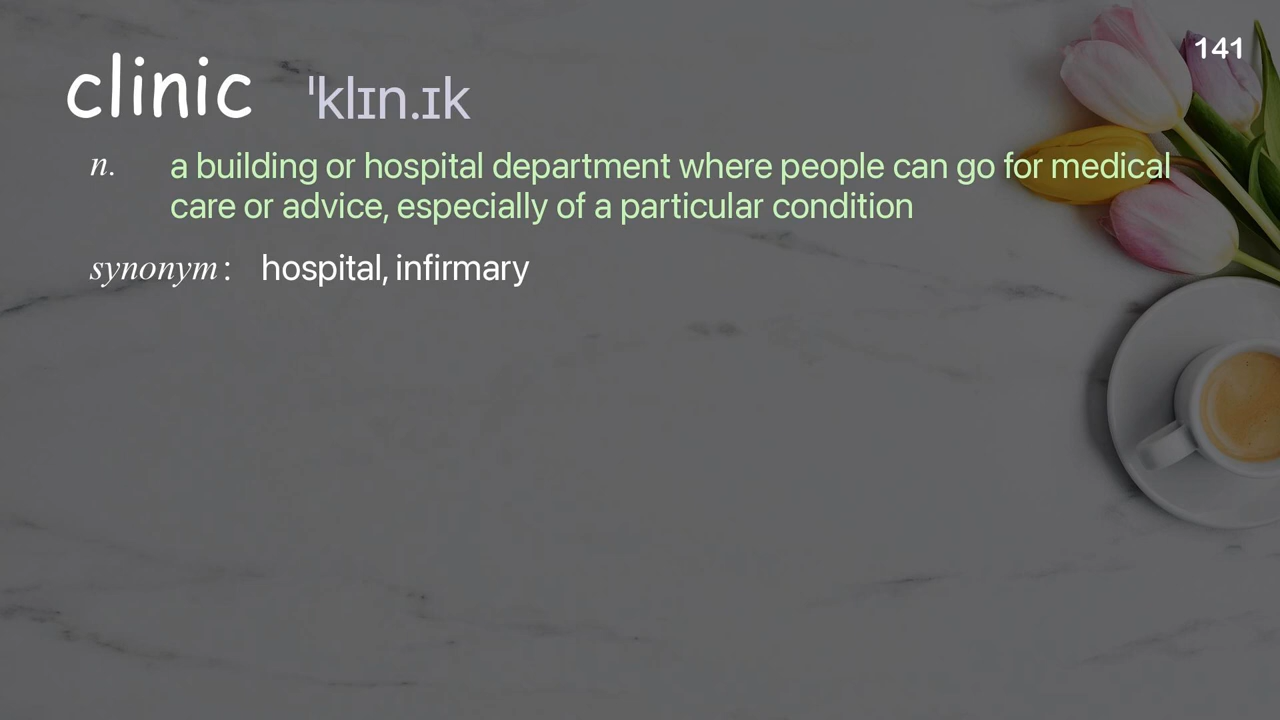 141
clinic ˈklɪn.ɪk
n. a building or hospital department where people can go for medical
care or advice, especially of a particular condition
synonym : hospital, infirmary